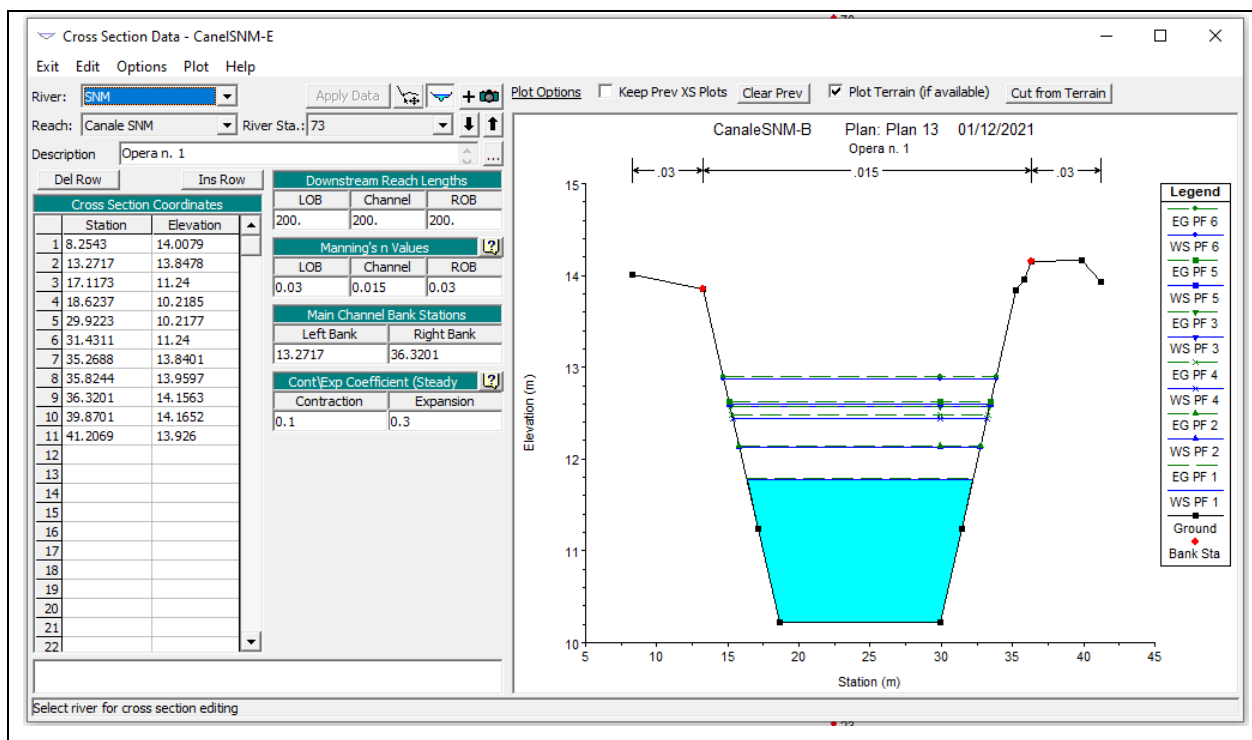 70
Cross Section Data - CanelSNM-E
Exit Edit Options Plot Help
River: SNM Apply Data
Reach: Canale SNM River Sta.: 73
Description Opera n. 1 ...
Del Row Ins Row
Cross Section Coordinates
Station Elevation
1 8.2543 14.0079
2 13.2717 13.8478
3 17.1173 11.24
4 18.6237 10.2185
5 29.9223 10.2177
6 31.4311 11.24
7 35.2688 13.8401
8 35.8244 13.9597
9 36.3201 14.1563
10 39.8701 14.1652
11 41.2069 13.926
12
13
14
15
16
17
18
19
20
21
22
Downstream Reach Lengths
LOB Channel ROB
200. 200. 200.
Manning's n Values
LOB Channel ROB
0.03 0.015 0.03
Main Channel Bank Stations
Left Bank Right Bank
13.2717 36.3201
Cont\Exp Coefficient (Steady
Contraction Expansion
0.1 0.3
Plot Options Keep Prev XS Plots Clear Prev Plot Terrain (if available) Cut from Terrain
CanaleSNM-B Plan: Plan 13 01/12/2021
Opera n. 1
.03 .015 .03
15
14
13
12
11
10
Elevation (m)
5 10 15 20 25 30 35 40 45
Station (m)
Legend
EG PF 6
WS PF 6
EG PF 5
WS PF 5
EG PF 3
WS PF 3
EG PF 4
WS PF 4
EG PF 2
WS PF 2
EG PF 1
WS PF 1
Ground
Bank Sta
Select river for cross section editing